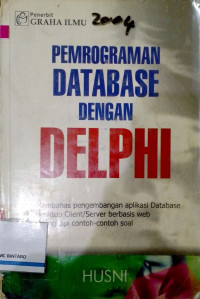 Penerbit
GRAHA ILMU
PEMROGRAMAN
DATABASE
DENGAN
DELPHI
membahas pengembangan aplikasi Database
Client/Server berbasis web
contoh-contoh soal
HUSNI